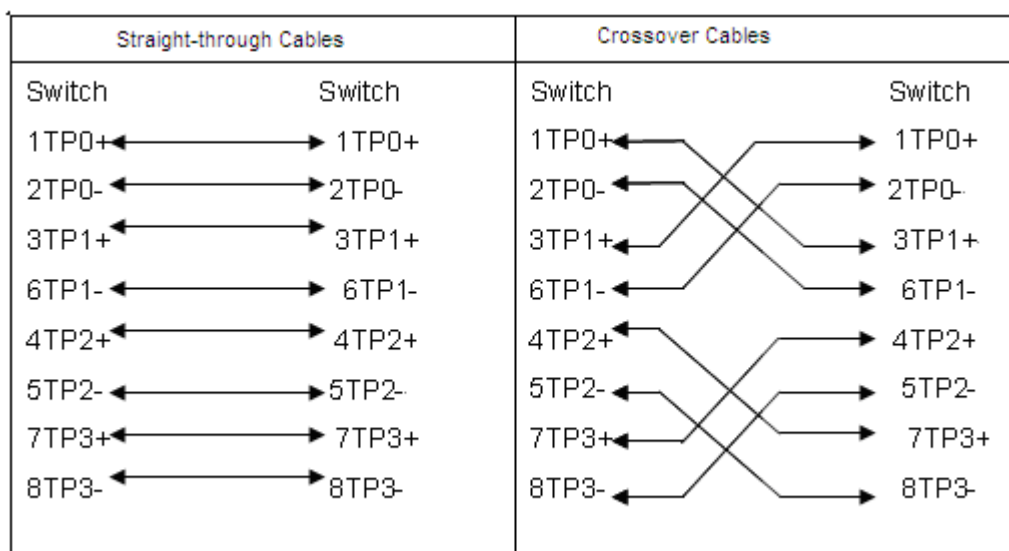 Straight-through Cables
Crossover Cables
Switch Switch
1TP0+ 1TP0+
2TP0- 2TP0-
3TP1+ 3TP1+
6TP1- 6TP1-
4TP2+ 4TP2+
5TP2- 5TP2-
7TP3+ 7TP3+
8TP3- 8TP3-
Switch Switch
1TP0+ 1TP0+
2TP0- 2TP0-
3TP1+ 3TP1+
6TP1- 6TP1-
4TP2+ 4TP2+
5TP2- 5TP2-
7TP3+ 7TP3+
8TP3- 8TP3-